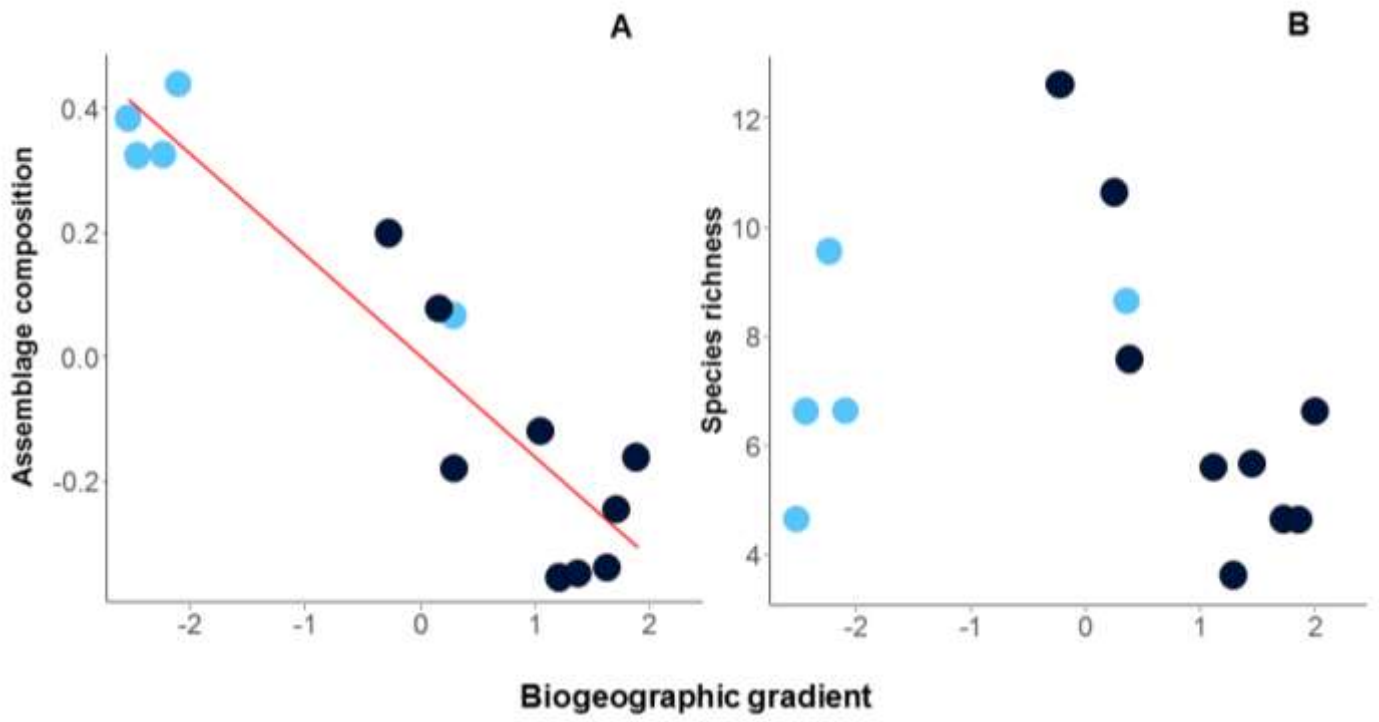 A
B
Assemblage composition
0.4
0.2
0.0
-0.2
-2 -1 0 1 2
Species richness
12
10
8
6
4
-2 -1 0 1 2
Biogeographic gradient